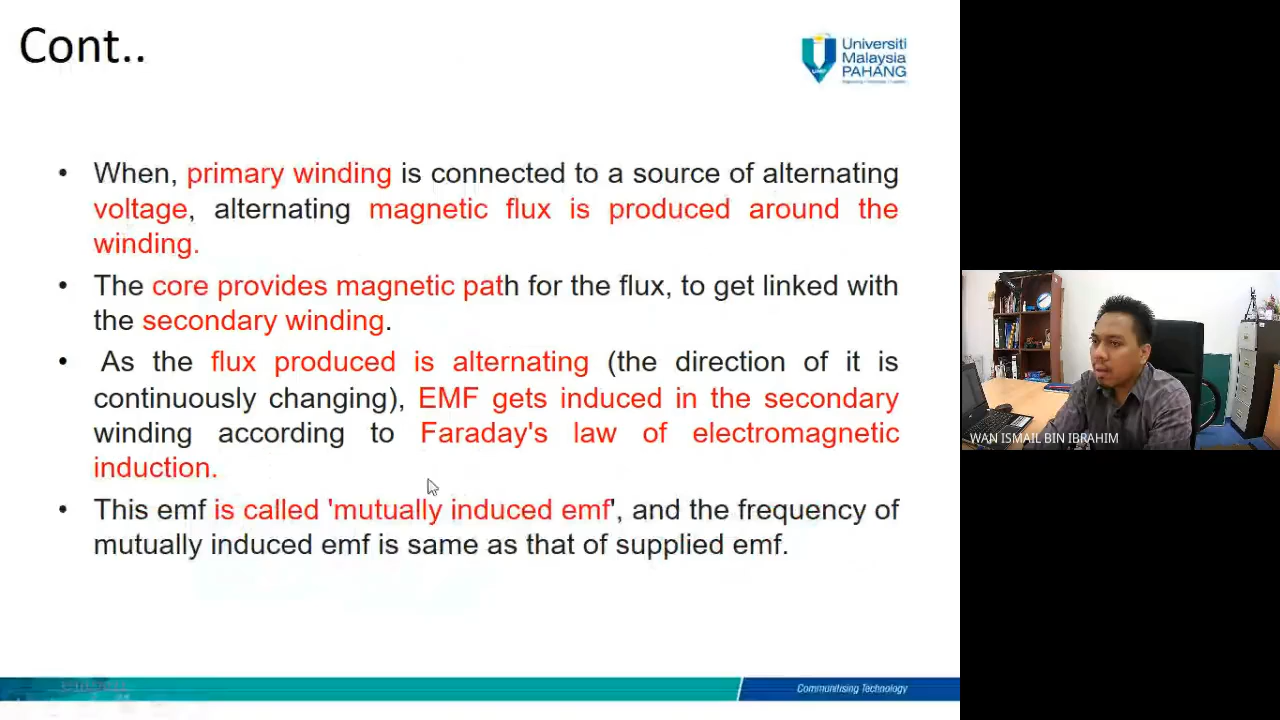 Cont..
Universiti
Malaysia
PAHANG
UMP
• When, primary winding is connected to a source of alternating
voltage, alternating magnetic flux is produced around the
winding.
• The core provides magnetic path for the flux, to get linked with
the secondary winding.
• As the flux produced is alternating (the direction of it is
continuously changing), EMF gets induced in the secondary
winding according to Faraday's law of electromagnetic
induction.
• This emf is called 'mutually induced emf', and the frequency of
mutually induced emf is same as that of supplied emf.
WAN ISMAIL BIN IBRAHIM
Communitising Technology